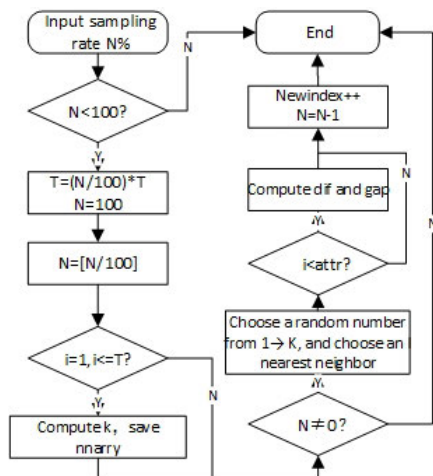 Input sampling
rate N%
N
N<100?
Y
T=(N/100)*T
N=100
N=[N/100]
i=1,i<=T?
N
Y
Compute k， save
nnarry
End
Newindex++
N=N-1
Compute dif and gap
N
Y
i<attr?
Choose a random number
from 1→ K, and choose an I
nearest neighbor
Y
N≠0?
N